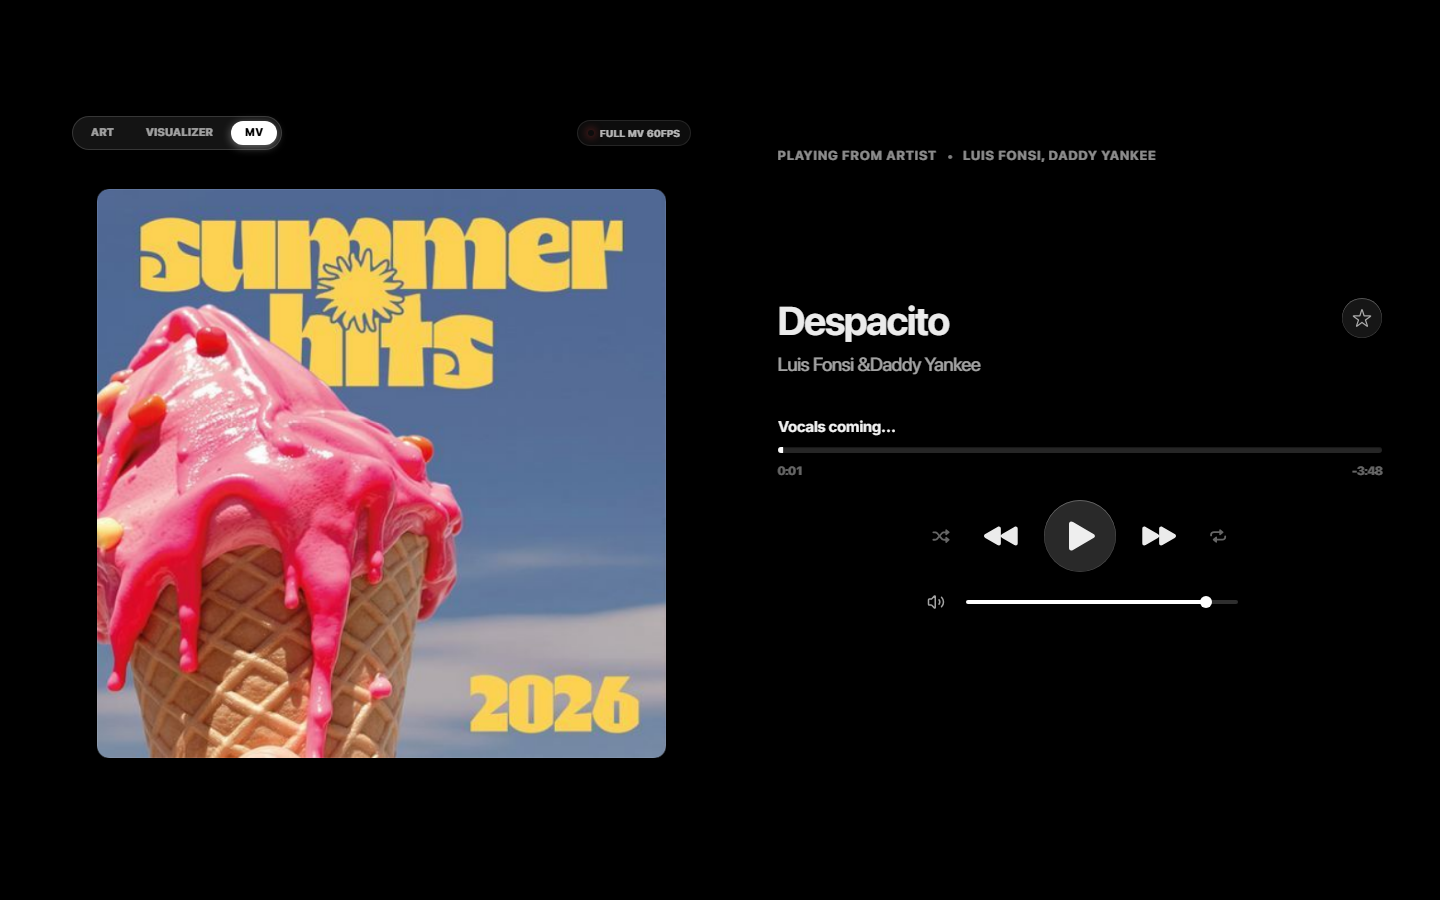 ART VISUALIZER MV
FULL MV 60FPS
summer
hits
2026
PLAYING FROM ARTIST • LUIS FONSI, DADDY YANKEE
Despacito
Luis Fonsi &Daddy Yankee
Vocals coming...
0:01 -3:48